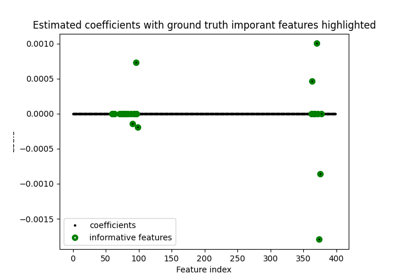 Estimated coefficients with ground truth imporant features highlighted
0.0010
0.0005
0.0000
−0.0005
−0.0010
−0.0015
coefficients
informative features
0 50 100 150 200 250 300 350 400
Feature index